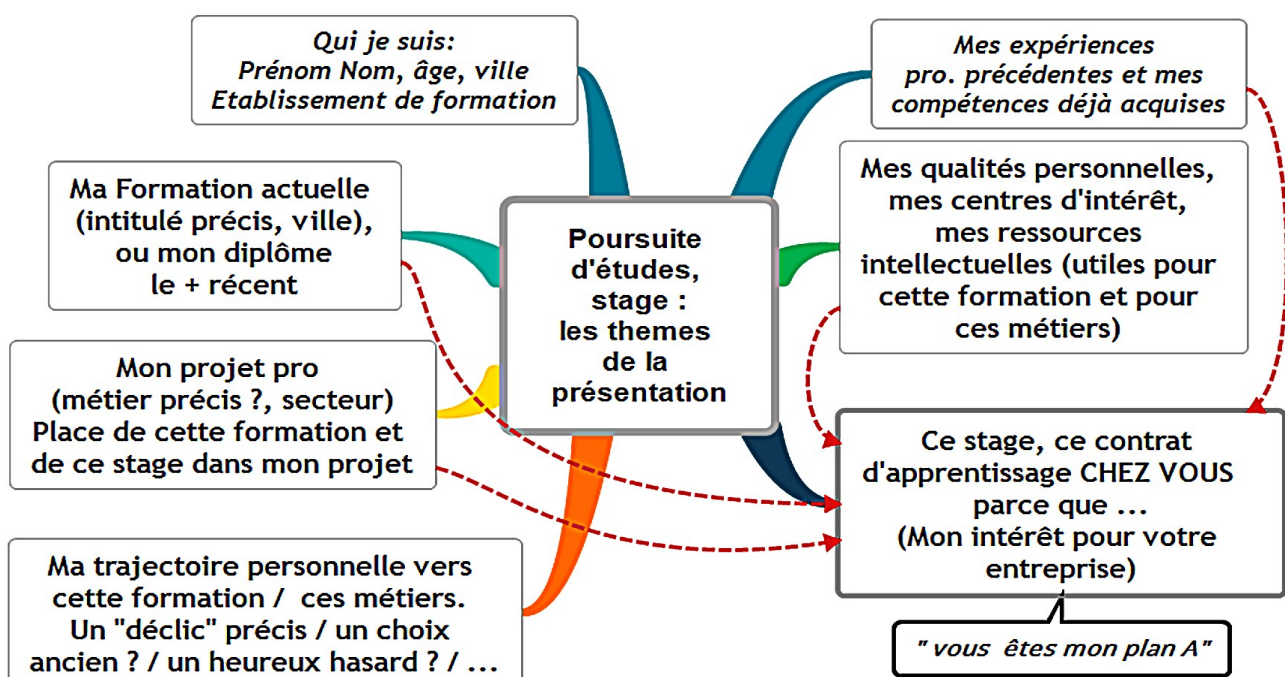 Qui je suis:
Prénom Nom, âge, ville
Etablissement de formation
Mes expériences
pro. précédentes et mes
compétences déjà acquises
Ma Formation actuelle
(intitulé précis, ville),
ou mon diplôme
le + récent
Poursuite
d'études,
stage :
les themes
de la
présentation
Mes qualités personnelles,
mes centres d'intérêt,
mes ressources
intellectuelles (utiles pour
cette formation et pour
ces métiers)
Mon projet pro
(métier précis ?, secteur)
Place de cette formation et
de ce stage dans mon projet
Ce stage, ce contrat
d'apprentissage CHEZ VOUS
parce que ...
(Mon intérêt pour votre
entreprise)
Ma trajectoire personnelle vers
cette formation / ces métiers.
Un "déclic" précis / un choix
ancien ? / un heureux hasard ? / ...
" vous êtes mon plan A"